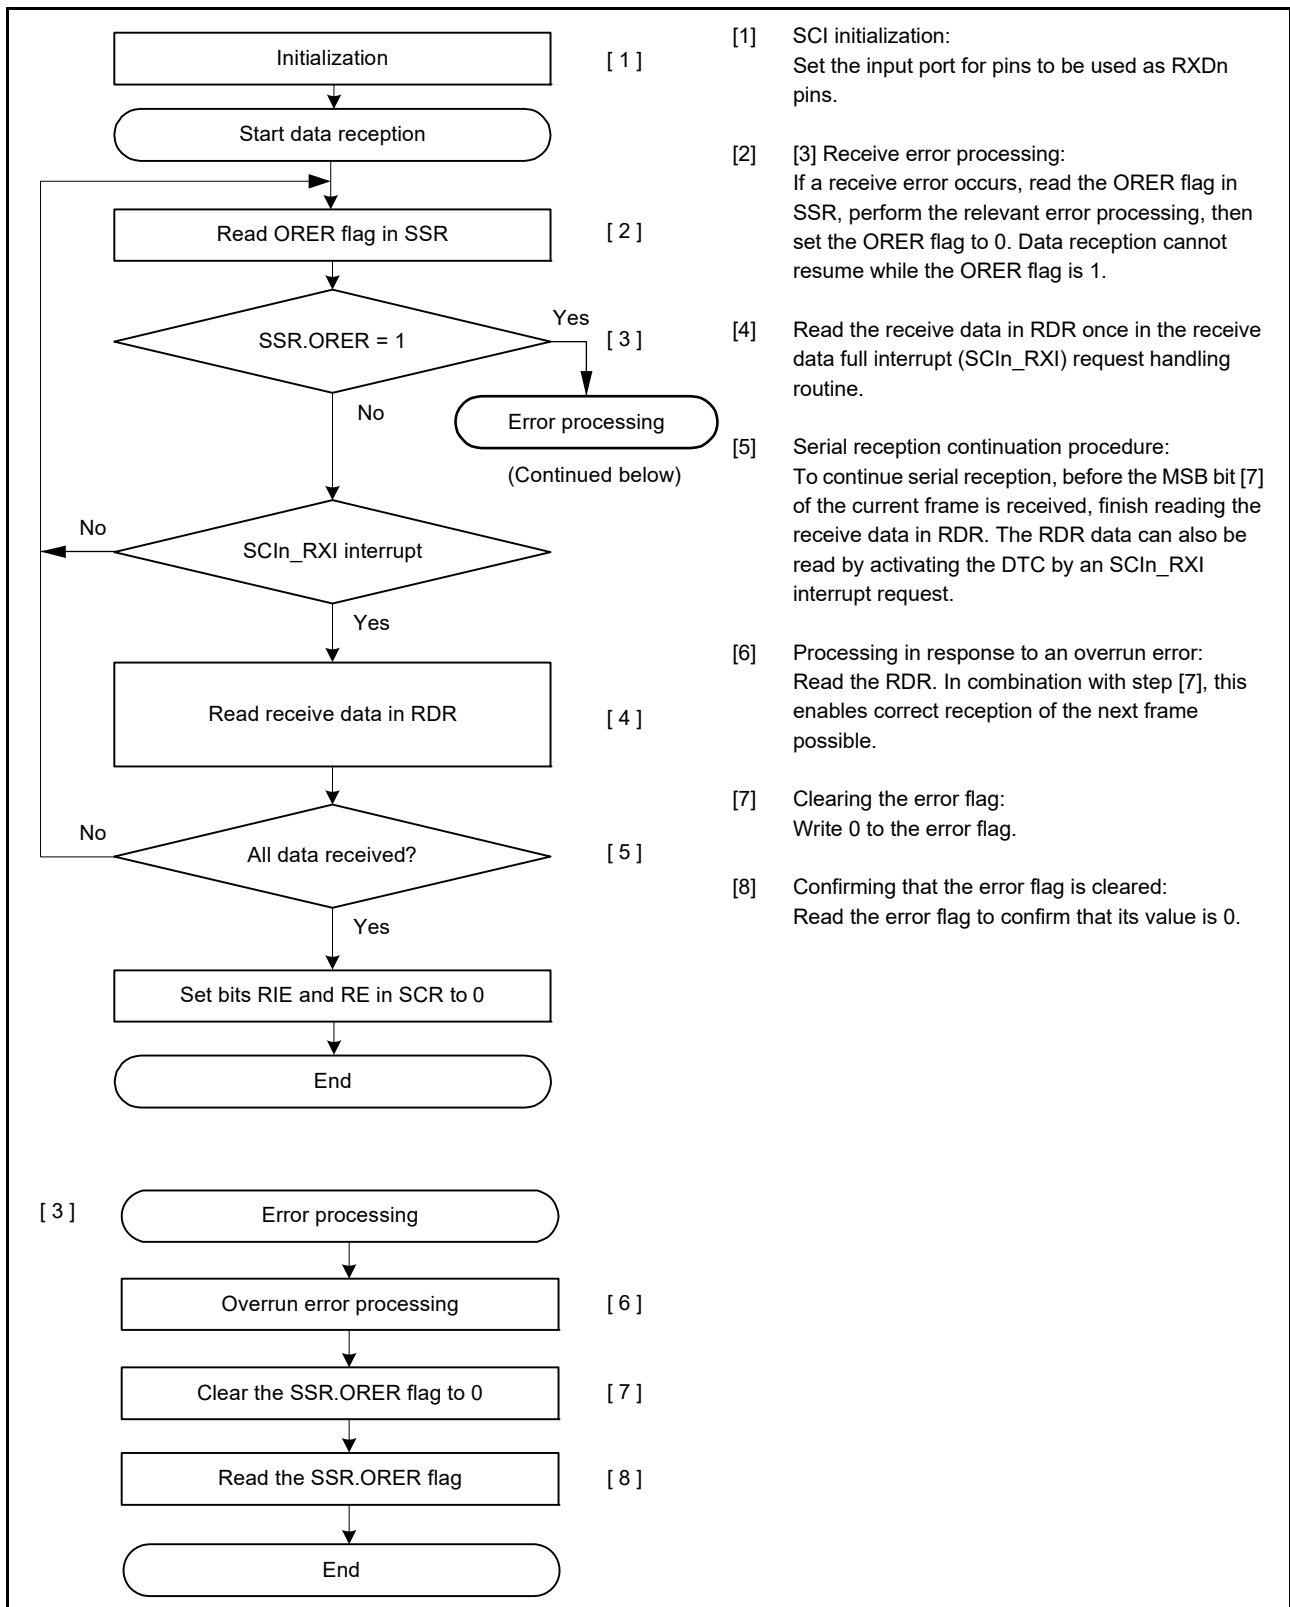 Initialization
[ 1 ]
Start data reception
Read ORER flag in SSR
[ 2 ]
SSR.ORER = 1
Yes
[ 3 ]
No
Error processing
(Continued below)
No
SCIn_RXI interrupt
Yes
Read receive data in RDR
[ 4 ]
No
All data received?
[ 5 ]
Yes
Set bits RIE and RE in SCR to 0
End
[ 3 ]
Error processing
Overrun error processing
[ 6 ]
Clear the SSR.ORER flag to 0
[ 7 ]
Read the SSR.ORER flag
[ 8 ]
End
[1] SCI initialization:
Set the input port for pins to be used as RXDn
pins.
[2] [3] Receive error processing:
If a receive error occurs, read the ORER flag in
SSR, perform the relevant error processing, then
set the ORER flag to 0. Data reception cannot
resume while the ORER flag is 1.
[4] Read the receive data in RDR once in the receive
data full interrupt (SCIn_RXI) request handling
routine.
[5] Serial reception continuation procedure:
To continue serial reception, before the MSB bit [7]
of the current frame is received, finish reading the
receive data in RDR. The RDR data can also be
read by activating the DTC by an SCIn_RXI
interrupt request.
[6] Processing in response to an overrun error:
Read the RDR. In combination with step [7], this
enables correct reception of the next frame
possible.
[7] Clearing the error flag:
Write 0 to the error flag.
[8] Confirming that the error flag is cleared:
Read the error flag to confirm that its value is 0.